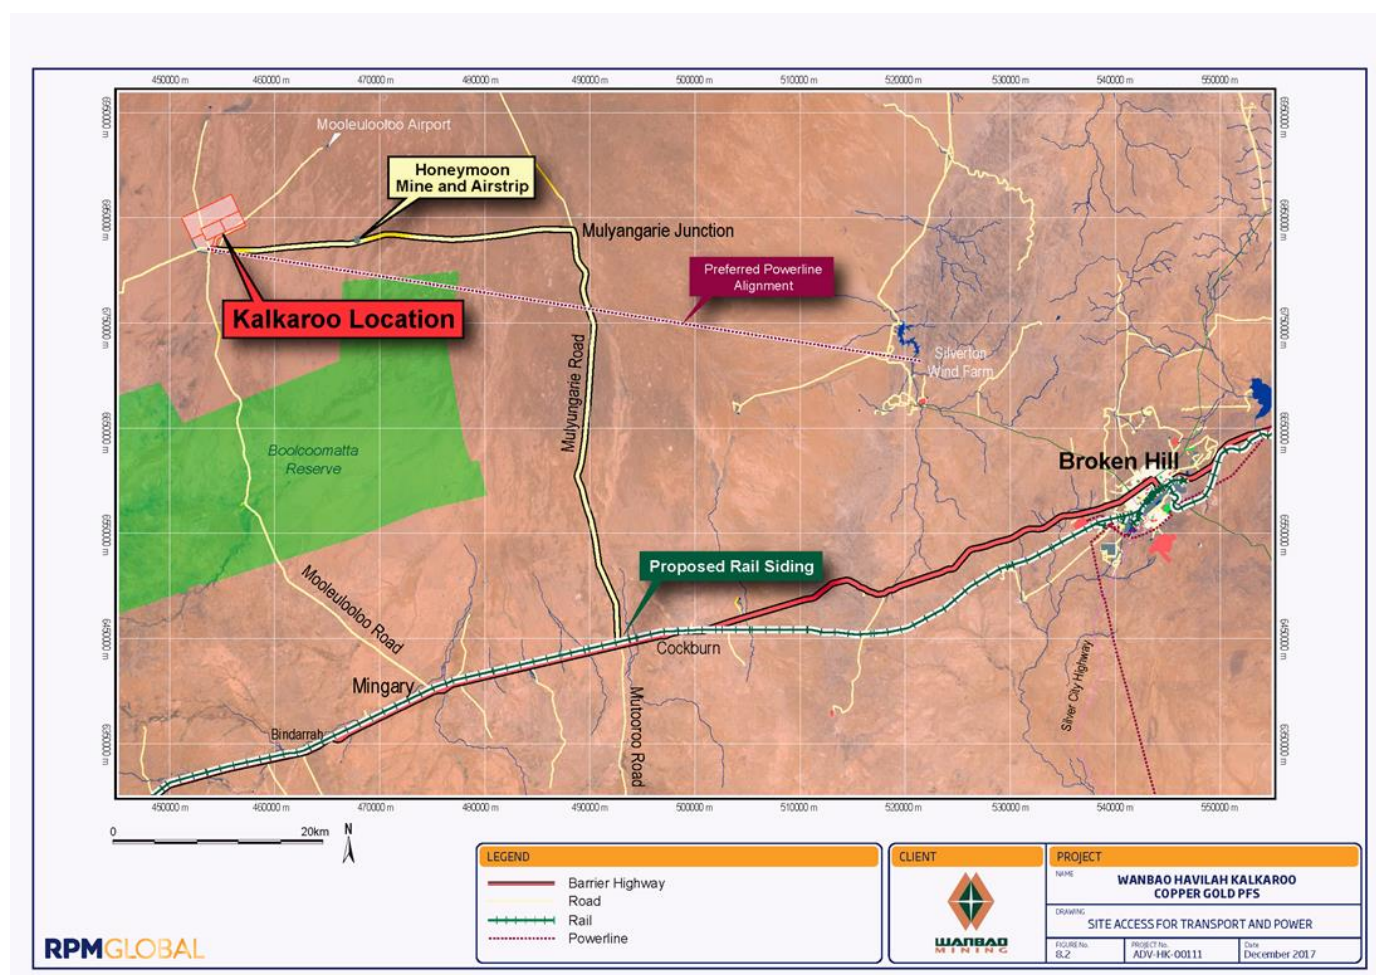 450000 m 460000 m 470000 m 480000 m 490000 m 500000 m 510000 m 520000 m 530000 m 540000 m 550000 m
Mooleulooloo Airport
Honeymoon
Mine and Airstrip
Mulyangarie Junction
Preferred Powerline
Alignment
Kalkaroo Location
Silverton
Wind Farm
Mulyungarie Road
Boolcoomatta
Reserve
Broken Hill
Proposed Rail Siding
Mooleulooloo Road
Cockburn
Mingary
Mutooroo Road
Silver City Highway
Bindarrah
450000 m 460000 m 470000 m 480000 m 490000 m 500000 m 510000 m 520000 m 530000 m 540000 m 550000 m
0 20km N
LEGEND
Barrier Highway
Road
Rail
Powerline
CLIENT
WANBAO
MINING
PROJECT
NAME
WANBAO HAVILAH KALKAROO
COPPER GOLD PFS
DRAWING
SITE ACCESS FOR TRANSPORT AND POWER
FIGURE No.
8.2
PROJECT No.
ADV-HK-00111
Date
December 2017
RPMGLOBAL